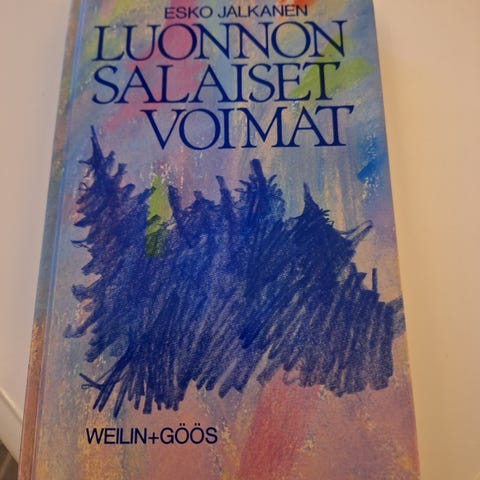 ESKO JALKANEN
LUONNON
SALAISET
VOIMAT
WEILIN+GÖÖS